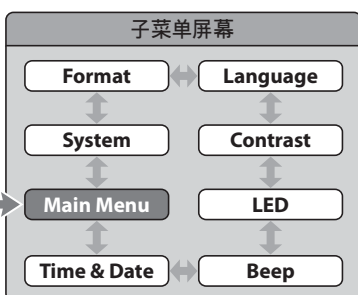 子菜单屏幕
Format Language
System Contrast
Main Menu LED
Time & Date Beep